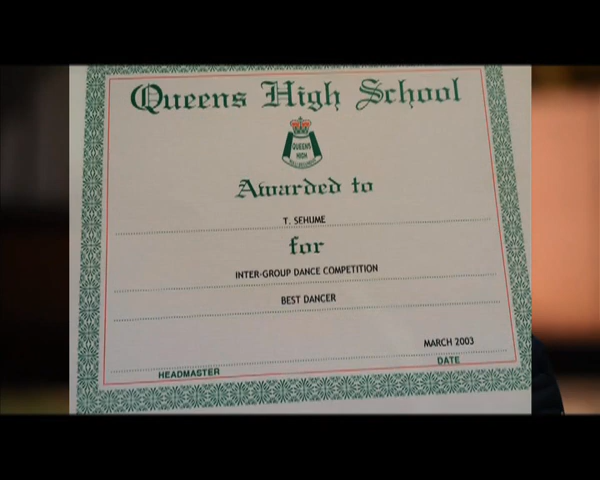 Queens High School
QUEENS
HIGH
Awarded to
T. SEHUME
for
INTER-GROUP DANCE COMPETITION
BEST DANCER
MARCH 2003
HEADMASTER
DATE